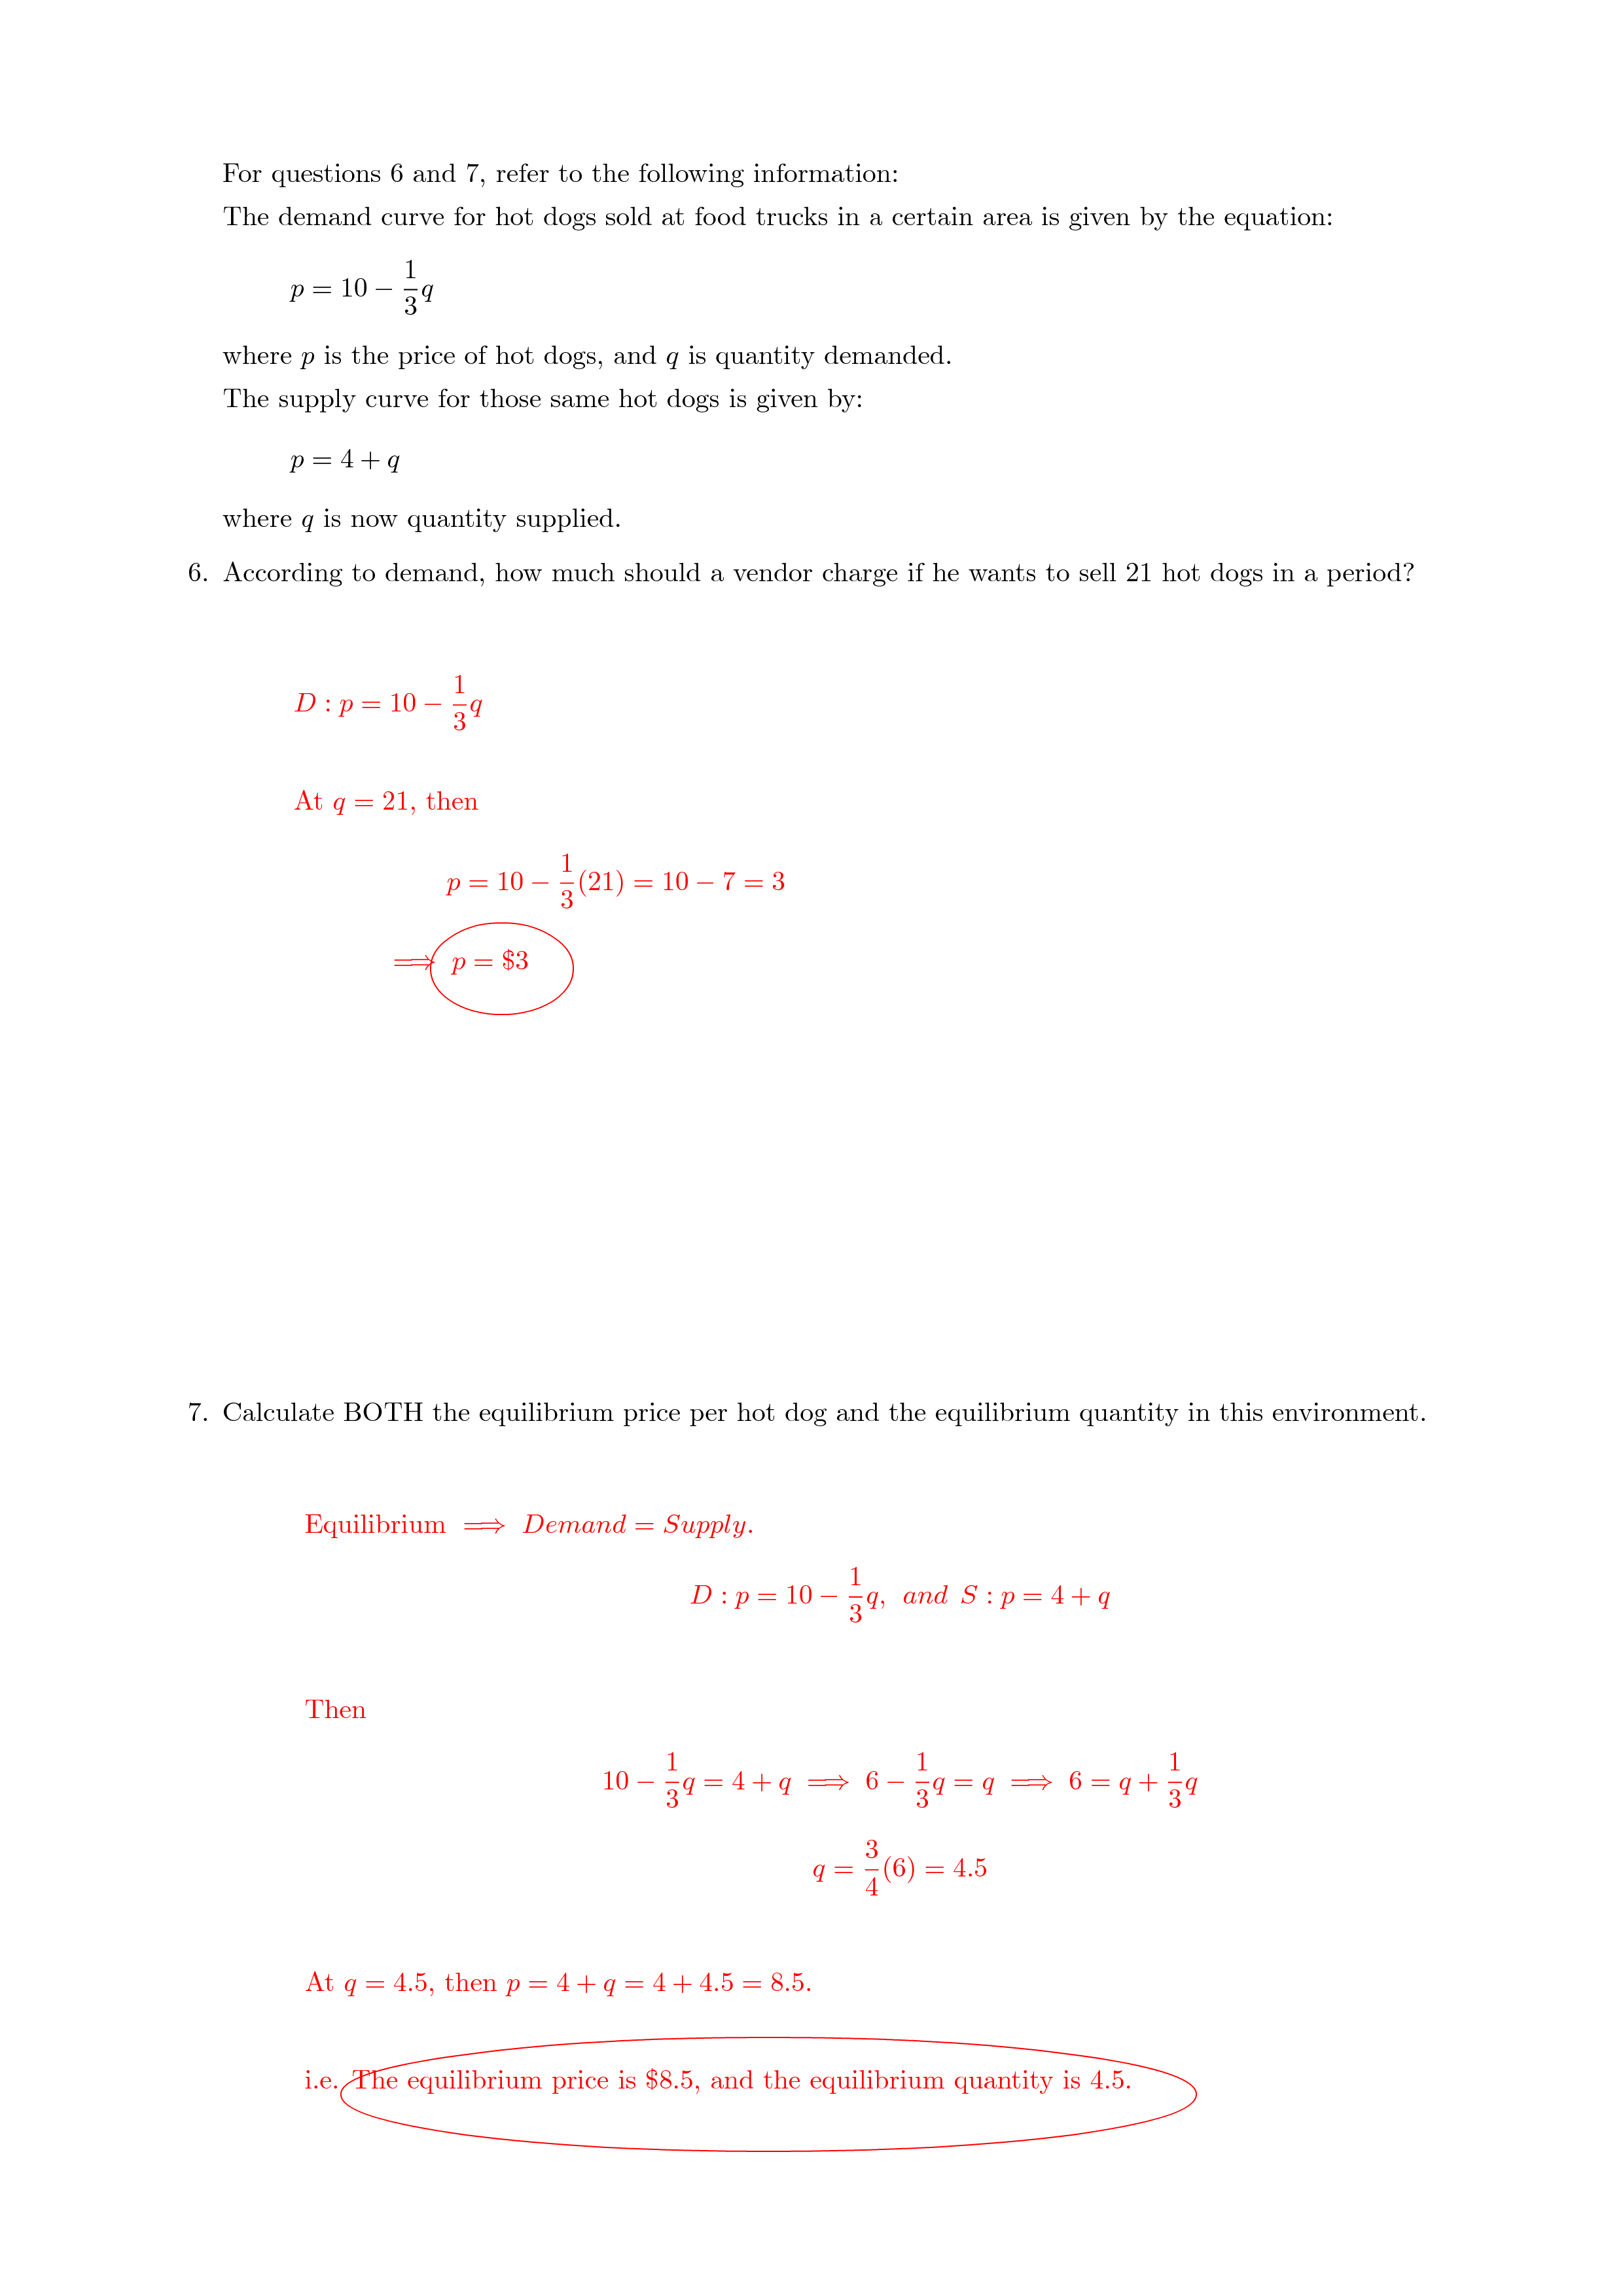 For questions 6 and 7, refer to the following information:
The demand curve for hot dogs sold at food trucks in a certain area is given by the equation:
p = 10 − \frac{1}{3}q
where p is the price of hot dogs, and q is quantity demanded.
The supply curve for those same hot dogs is given by:
p = 4 + q
where q is now quantity supplied.
6. According to demand, how much should a vendor charge if he wants to sell 21 hot dogs in a period?
D : p = 10 − \frac{1}{3}q
At q = 21, then
p = 10 − \frac{1}{3}(21) = 10 − 7 = 3
⟹ p = $3
7. Calculate BOTH the equilibrium price per hot dog and the equilibrium quantity in this environment.
Equilibrium ⟹ Demand = Supply.
D : p = 10 − \frac{1}{3}q, and S : p = 4 + q
Then
10 − \frac{1}{3}q = 4 + q ⟹ 6 − \frac{1}{3}q = q ⟹ 6 = q + \frac{1}{3}q
q = \frac{3}{4}(6) = 4.5
At q = 4.5, then p = 4 + q = 4 + 4.5 = 8.5.
i.e. The equilibrium price is $8.5, and the equilibrium quantity is 4.5.